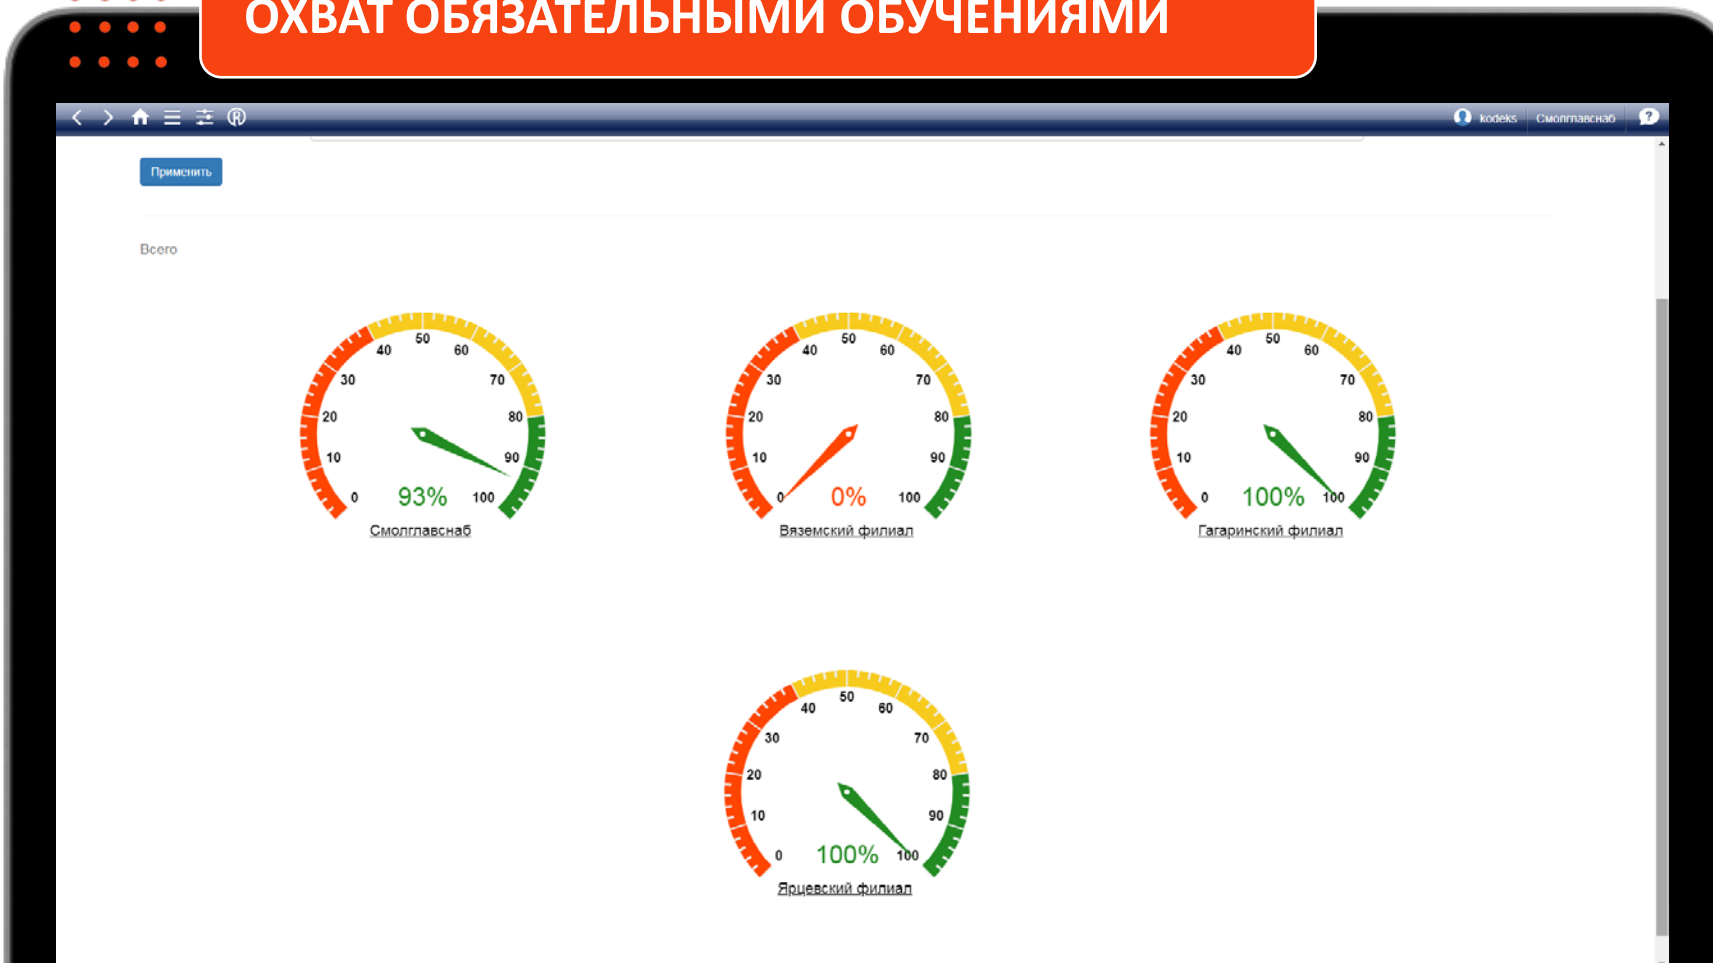 ОХВАТ ОБЯЗАТЕЛЬНЫМИ ОБУЧЕНИЯМИ
kodeks Смолглавснаб ?
Применить
Всего
0 10 20 30 40 50 60 70 80 90 100
93%
Смолглавснаб
0 10 20 30 40 50 60 70 80 90 100
0%
Вяземский филиал
0 10 20 30 40 50 60 70 80 90 100
100%
Гагаринский филиал
0 10 20 30 40 50 60 70 80 90 100
100%
Ярцевский филиал